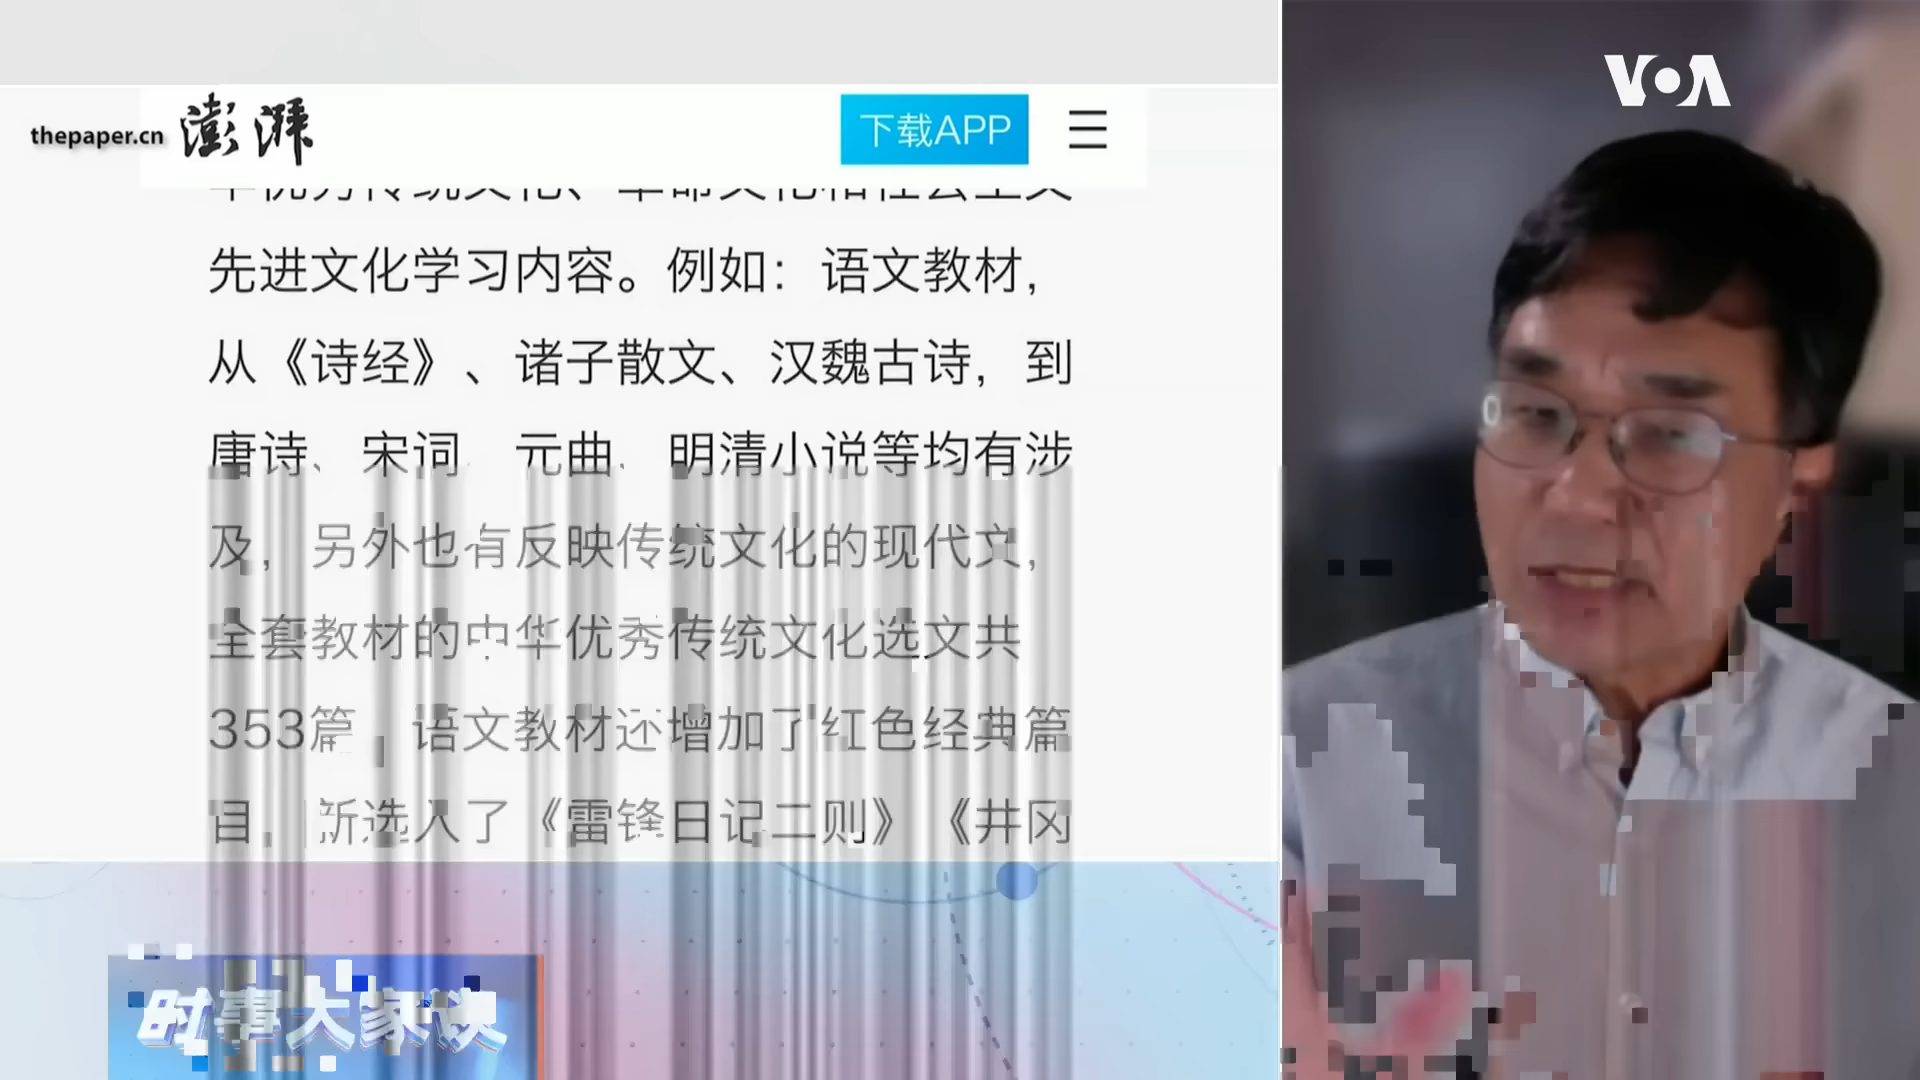 VOA
thepaper.cn 澎湃
下载APP
先进文化学习内容。例如：语文教材，
从《诗经》、诸子散文、汉魏古诗，到
唐诗、宋词、元曲、明清小说等均有涉
及，另外也有反映传统文化的现代文，
全套教材的中华优秀传统文化选文共
353篇，语文教材还增加了红色经典篇
目，新选入了《雷锋日记二则》《井冈
时事大家谈